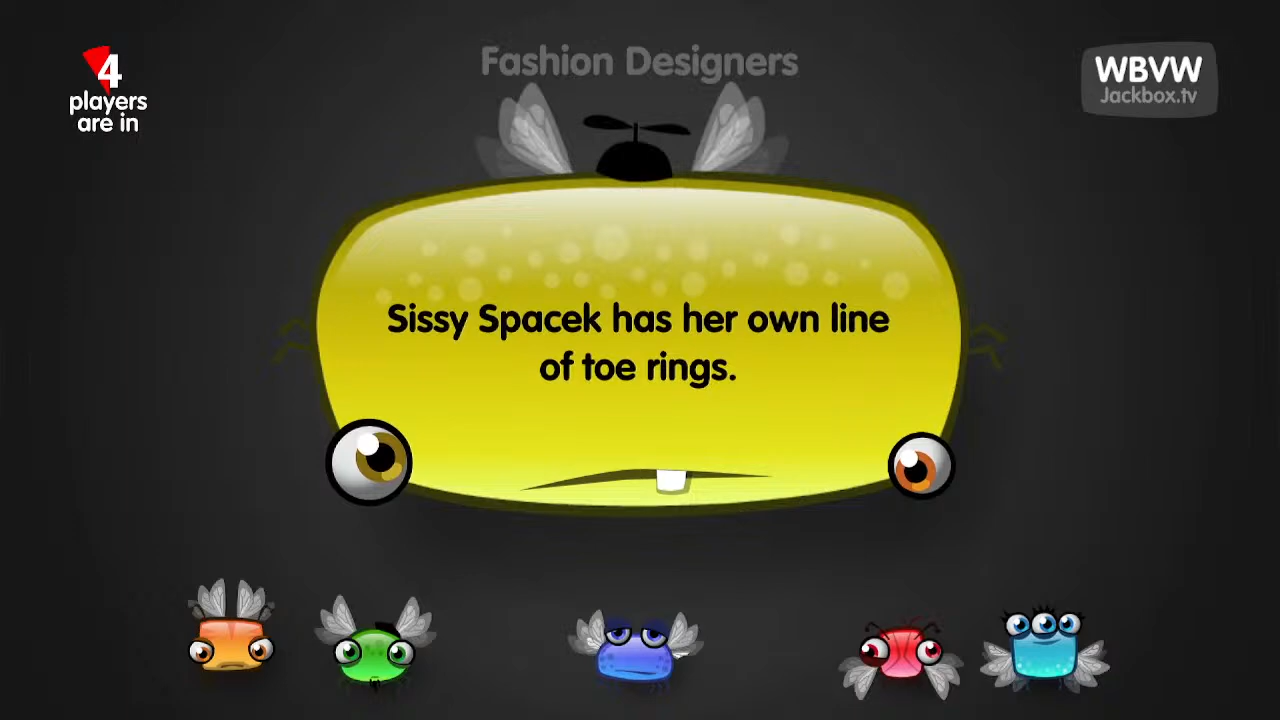 Fashion Designers
4
players
are in
WBVW
Jackbox.tv
Sissy Spacek has her own line
of toe rings.